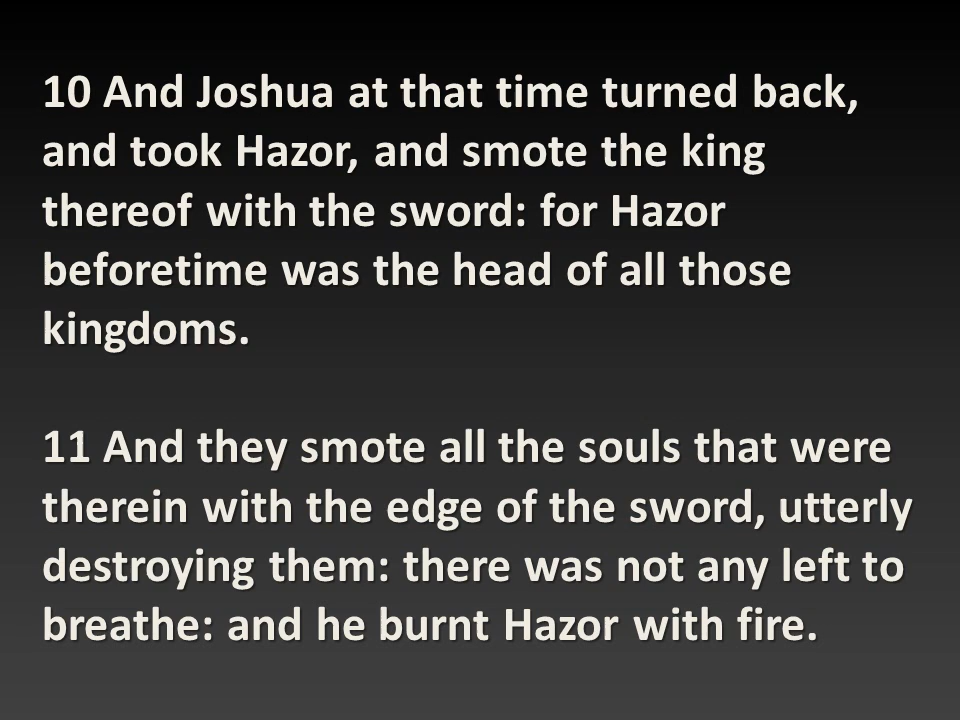 10 And Joshua at that time turned back,
and took Hazor, and smote the king
thereof with the sword: for Hazor
beforetime was the head of all those
kingdoms.
11 And they smote all the souls that were
therein with the edge of the sword, utterly
destroying them: there was not any left to
breathe: and he burnt Hazor with fire.